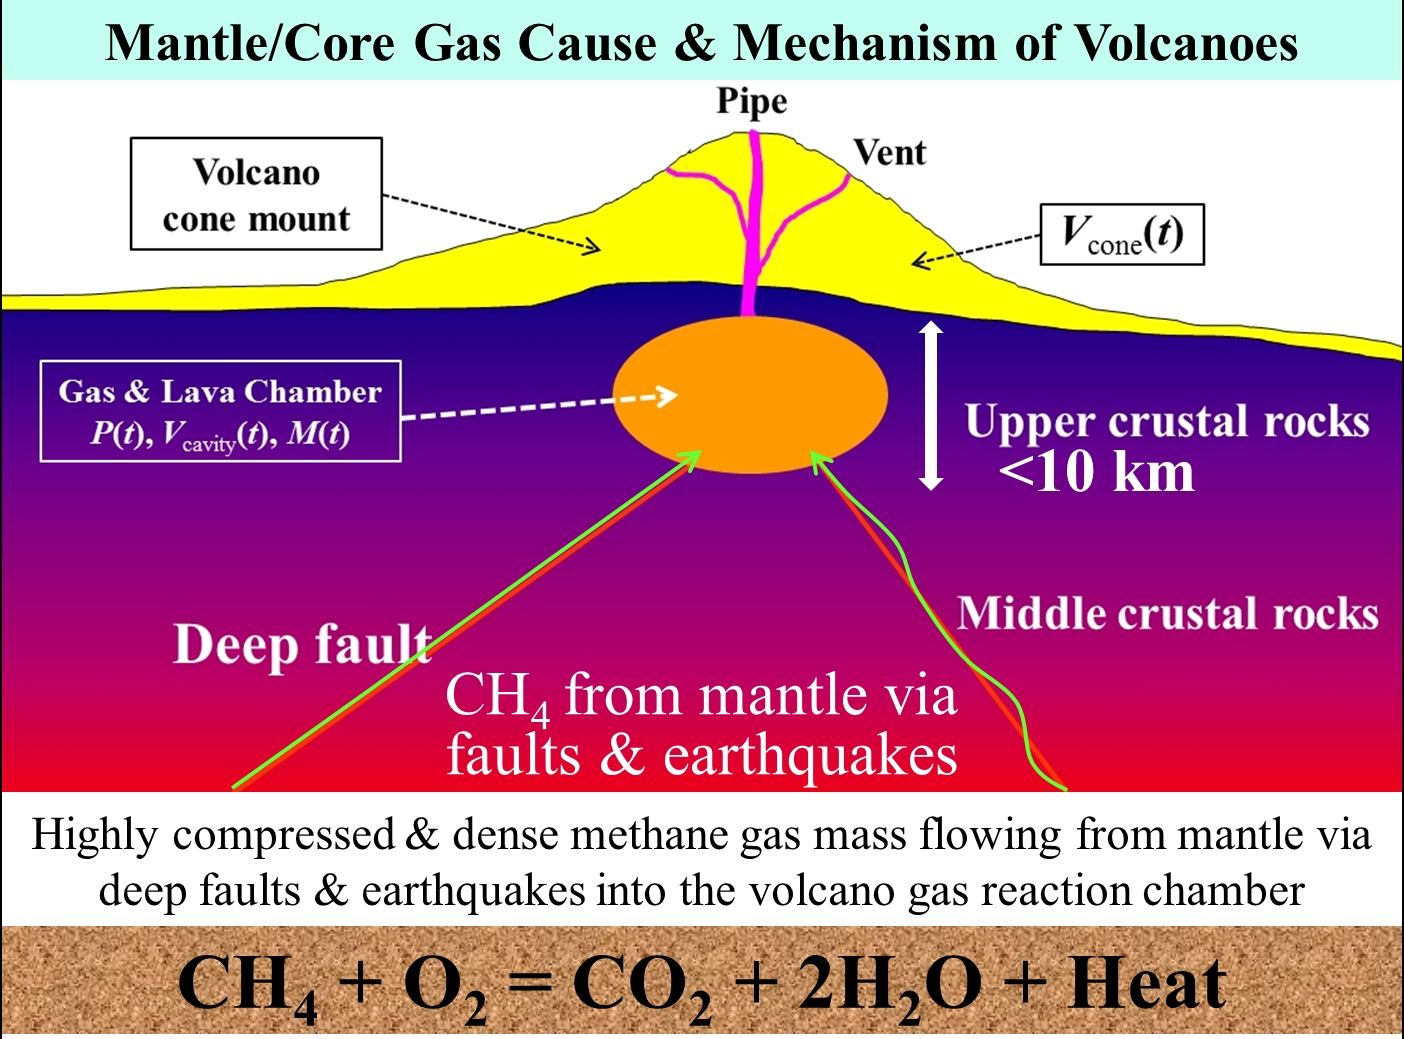 Mantle/Core Gas Cause & Mechanism of Volcanoes
Pipe
Vent
Volcano
cone mount
V_cone(t)
Gas & Lava Chamber
P(t), V_cavity(t), M(t)
Upper crustal rocks
<10 km
Middle crustal rocks
Deep fault
CH₄ from mantle via
faults & earthquakes
Highly compressed & dense methane gas mass flowing from mantle via
deep faults & earthquakes into the volcano gas reaction chamber
CH₄ + O₂ = CO₂ + 2H₂O + Heat